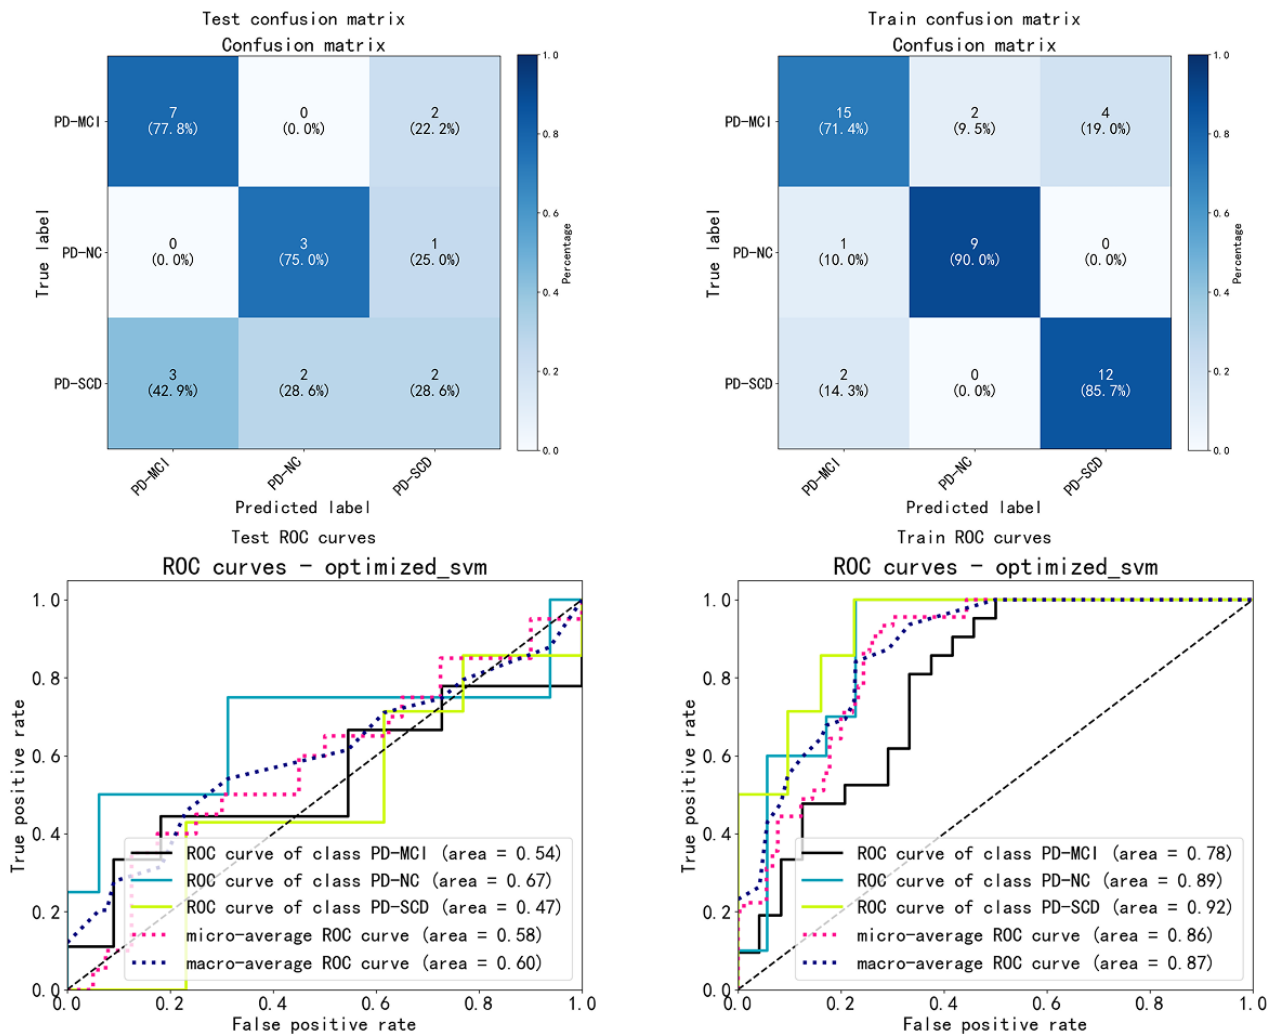 Test confusion matrix
Confusion matrix
True label
PD-MCI
PD-NC
PD-SCD
7
(77.8%)
0
(0.0%)
2
(22.2%)
0
(0.0%)
3
(75.0%)
1
(25.0%)
3
(42.9%)
2
(28.6%)
2
(28.6%)
PD-MCI
PD-NC
PD-SCD
Predicted label
1.0
0.8
0.6
0.4
0.2
0.0
Percentage
Train confusion matrix
Confusion matrix
True label
PD-MCI
PD-NC
PD-SCD
15
(71.4%)
2
(9.5%)
4
(19.0%)
1
(10.0%)
9
(90.0%)
0
(0.0%)
2
(14.3%)
0
(0.0%)
12
(85.7%)
PD-MCI
PD-NC
PD-SCD
Predicted label
1.0
0.8
0.6
0.4
0.2
0.0
Percentage
Test ROC curves
ROC curves - optimized_svm
True positive rate
1.0
0.8
0.6
0.4
0.2
0.0
ROC curve of class PD-MCI (area = 0.54)
ROC curve of class PD-NC (area = 0.67)
ROC curve of class PD-SCD (area = 0.47)
micro-average ROC curve (area = 0.58)
macro-average ROC curve (area = 0.60)
0.0 0.2 0.4 0.6 0.8 1.0
False positive rate
Train ROC curves
ROC curves - optimized_svm
True positive rate
1.0
0.8
0.6
0.4
0.2
0.0
ROC curve of class PD-MCI (area = 0.78)
ROC curve of class PD-NC (area = 0.89)
ROC curve of class PD-SCD (area = 0.92)
micro-average ROC curve (area = 0.86)
macro-average ROC curve (area = 0.87)
0.0 0.2 0.4 0.6 0.8 1.0
False positive rate